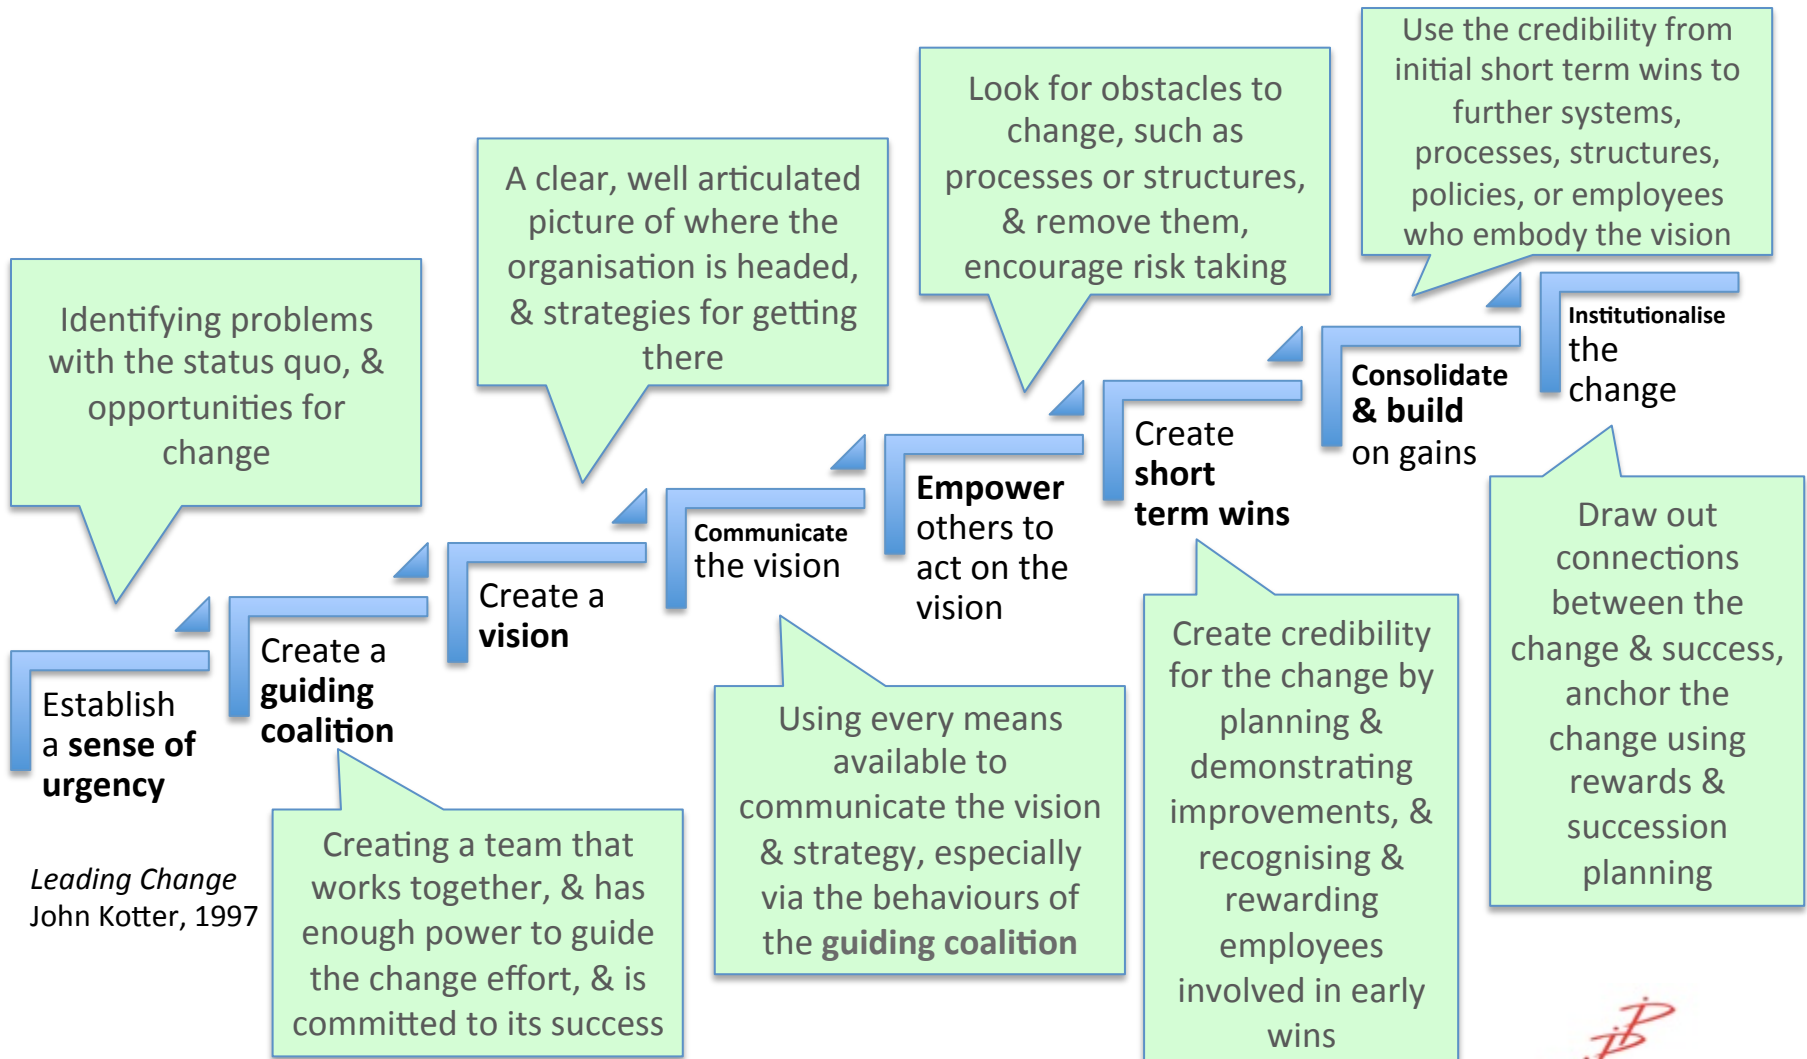 Use the credibility from
initial short term wins to
further systems,
processes, structures,
policies, or employees
who embody the vision
Look for obstacles to
change, such as
processes or structures,
& remove them,
encourage risk taking
A clear, well articulated
picture of where the
organisation is headed,
& strategies for getting
there
Identifying problems
with the status quo, &
opportunities for
change
Establish
a sense of
urgency
Create a
guiding
coalition
Create a
vision
Communicate
the vision
Empower
others to
act on the
vision
Create
short
term wins
Consolidate
& build
on gains
Institutionalise
the
change
Creating a team that
works together, & has
enough power to guide
the change effort, & is
committed to its success
Using every means
available to
communicate the vision
& strategy, especially
via the behaviours of
the guiding coalition
Create credibility
for the change by
planning &
demonstrating
improvements, &
recognising &
rewarding
employees
involved in early
wins
Draw out
connections
between the
change & success,
anchor the
change using
rewards &
succession
planning
Leading Change
John Kotter, 1997